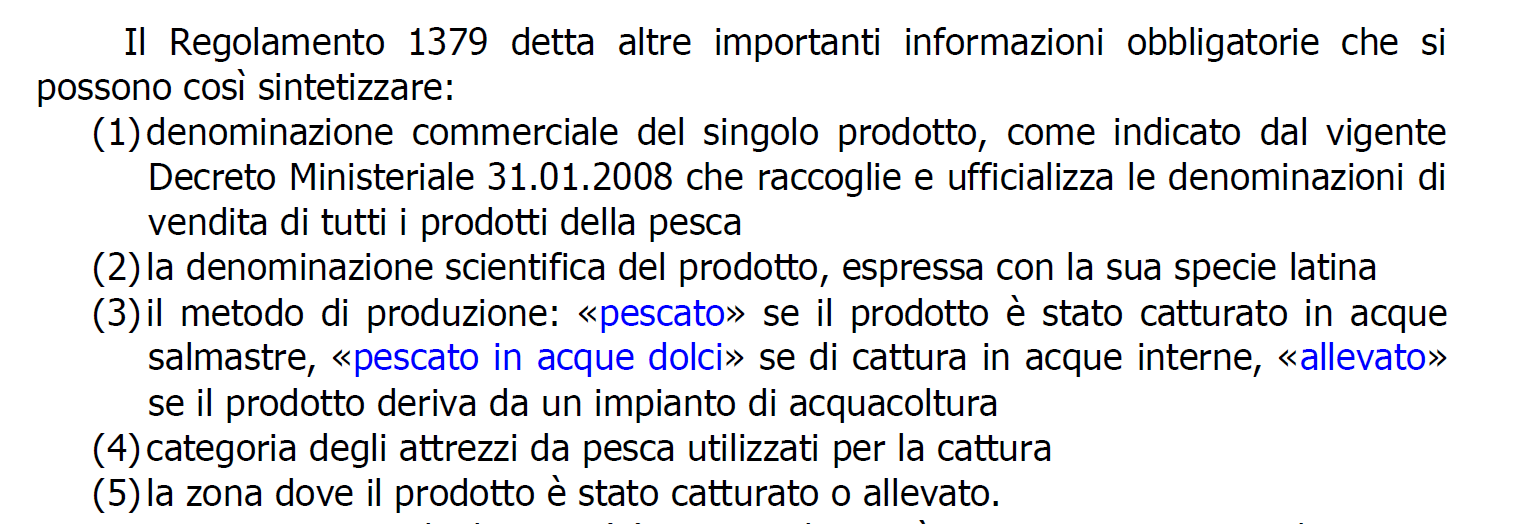 Il Regolamento 1379 detta altre importanti informazioni obbligatorie che si
possono così sintetizzare:
(1) denominazione commerciale del singolo prodotto, come indicato dal vigente
Decreto Ministeriale 31.01.2008 che raccoglie e ufficializza le denominazioni di
vendita di tutti i prodotti della pesca
(2) la denominazione scientifica del prodotto, espressa con la sua specie latina
(3) il metodo di produzione: «pescato» se il prodotto è stato catturato in acque
salmastre, «pescato in acque dolci» se di cattura in acque interne, «allevato»
se il prodotto deriva da un impianto di acquacoltura
(4) categoria degli attrezzi da pesca utilizzati per la cattura
(5) la zona dove il prodotto è stato catturato o allevato.